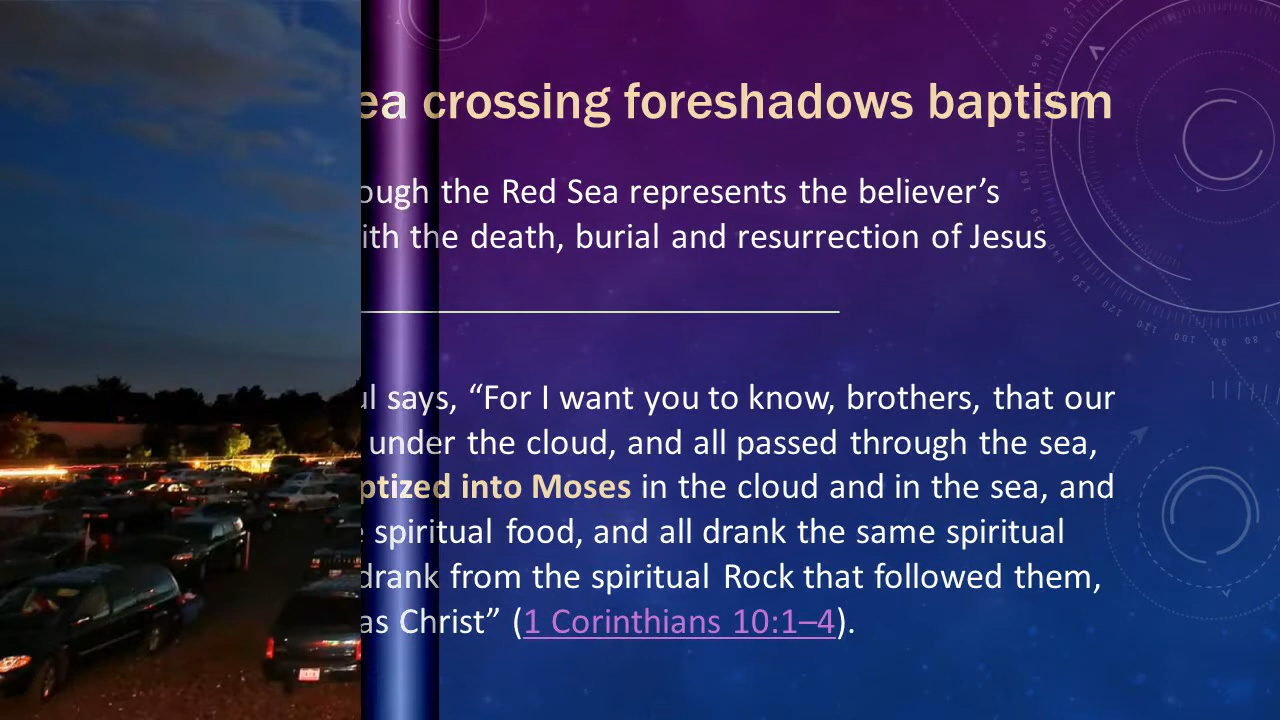 ea crossing foreshadows baptism
ough the Red Sea represents the believer’s
ith the death, burial and resurrection of Jesus
ul says, “For I want you to know, brothers, that our
under the cloud, and all passed through the sea,
ptized into Moses in the cloud and in the sea, and
spiritual food, and all drank the same spiritual
drank from the spiritual Rock that followed them,
as Christ” (1 Corinthians 10:1–4).